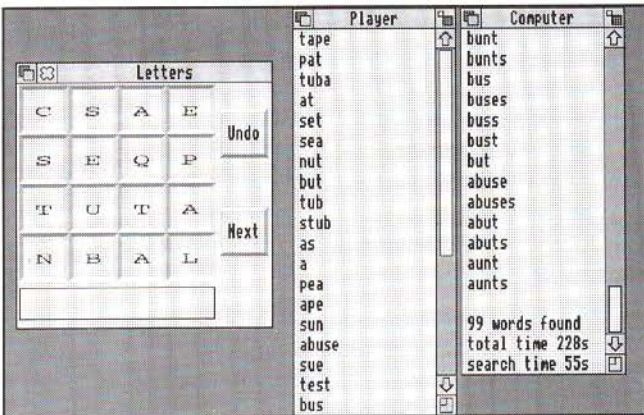 Letters
C S A E
S E Q P
T U T A
N B A L
Undo
Next
Player
tape
pat
tuba
at
set
sea
nut
but
tub
stub
as
a
pea
ape
sun
abuse
sue
test
bus
Computer
bunt
bunts
bus
buses
buss
bust
but
abuse
abuses
abut
abuts
aunt
aunts
99 words found
total time 228s
search time 55s